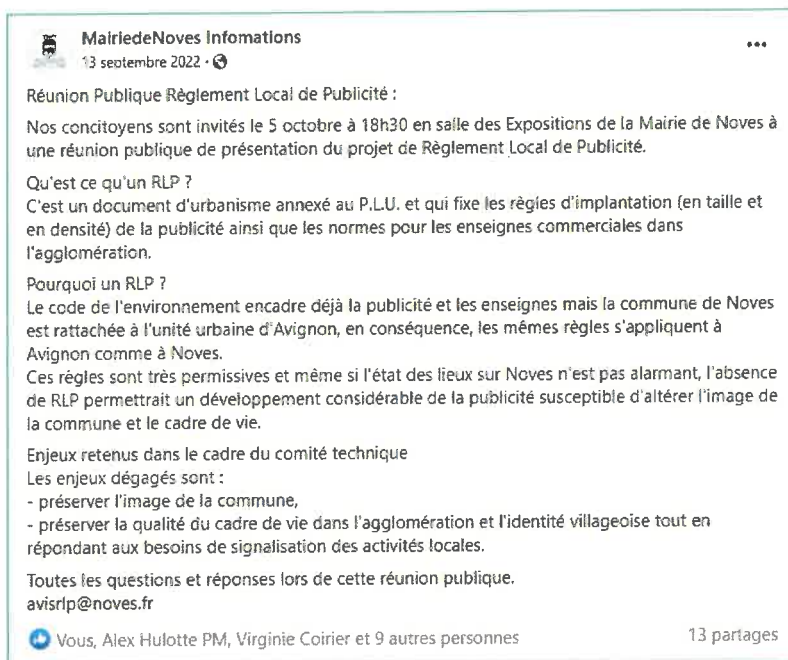 MairiedeNoves Infomations
13 septembre 2022 ·
Réunion Publique Règlement Local de Publicité :
Nos concitoyens sont invités le 5 octobre à 18h30 en salle des Expositions de la Mairie de Noves à
une réunion publique de présentation du projet de Règlement Local de Publicité.
Qu'est ce qu'un RLP ?
C'est un document d'urbanisme annexé au P.L.U. et qui fixe les règles d'implantation (en taille et
en densité) de la publicité ainsi que les normes pour les enseignes commerciales dans
l'agglomération.
Pourquoi un RLP ?
Le code de l'environnement encadre déjà la publicité et les enseignes mais la commune de Noves
est rattachée à l'unité urbaine d'Avignon, en conséquence, les mêmes règles s'appliquent à
Avignon comme à Noves.
Ces règles sont très permissives et même si l'état des lieux sur Noves n'est pas alarmant, l'absence
de RLP permettrait un développement considérable de la publicité susceptible d'altérer l'image de
la commune et le cadre de vie.
Enjeux retenus dans le cadre du comité technique
Les enjeux dégagés sont :
- préserver l'image de la commune,
- préserver la qualité du cadre de vie dans l'agglomération et l'identité villageoise tout en
répondant aux besoins de signalisation des activités locales.
Toutes les questions et réponses lors de cette réunion publique.
avisrlp@noves.fr
Vous, Alex Hulotte PM, Virginie Coirier et 9 autres personnes
13 partages